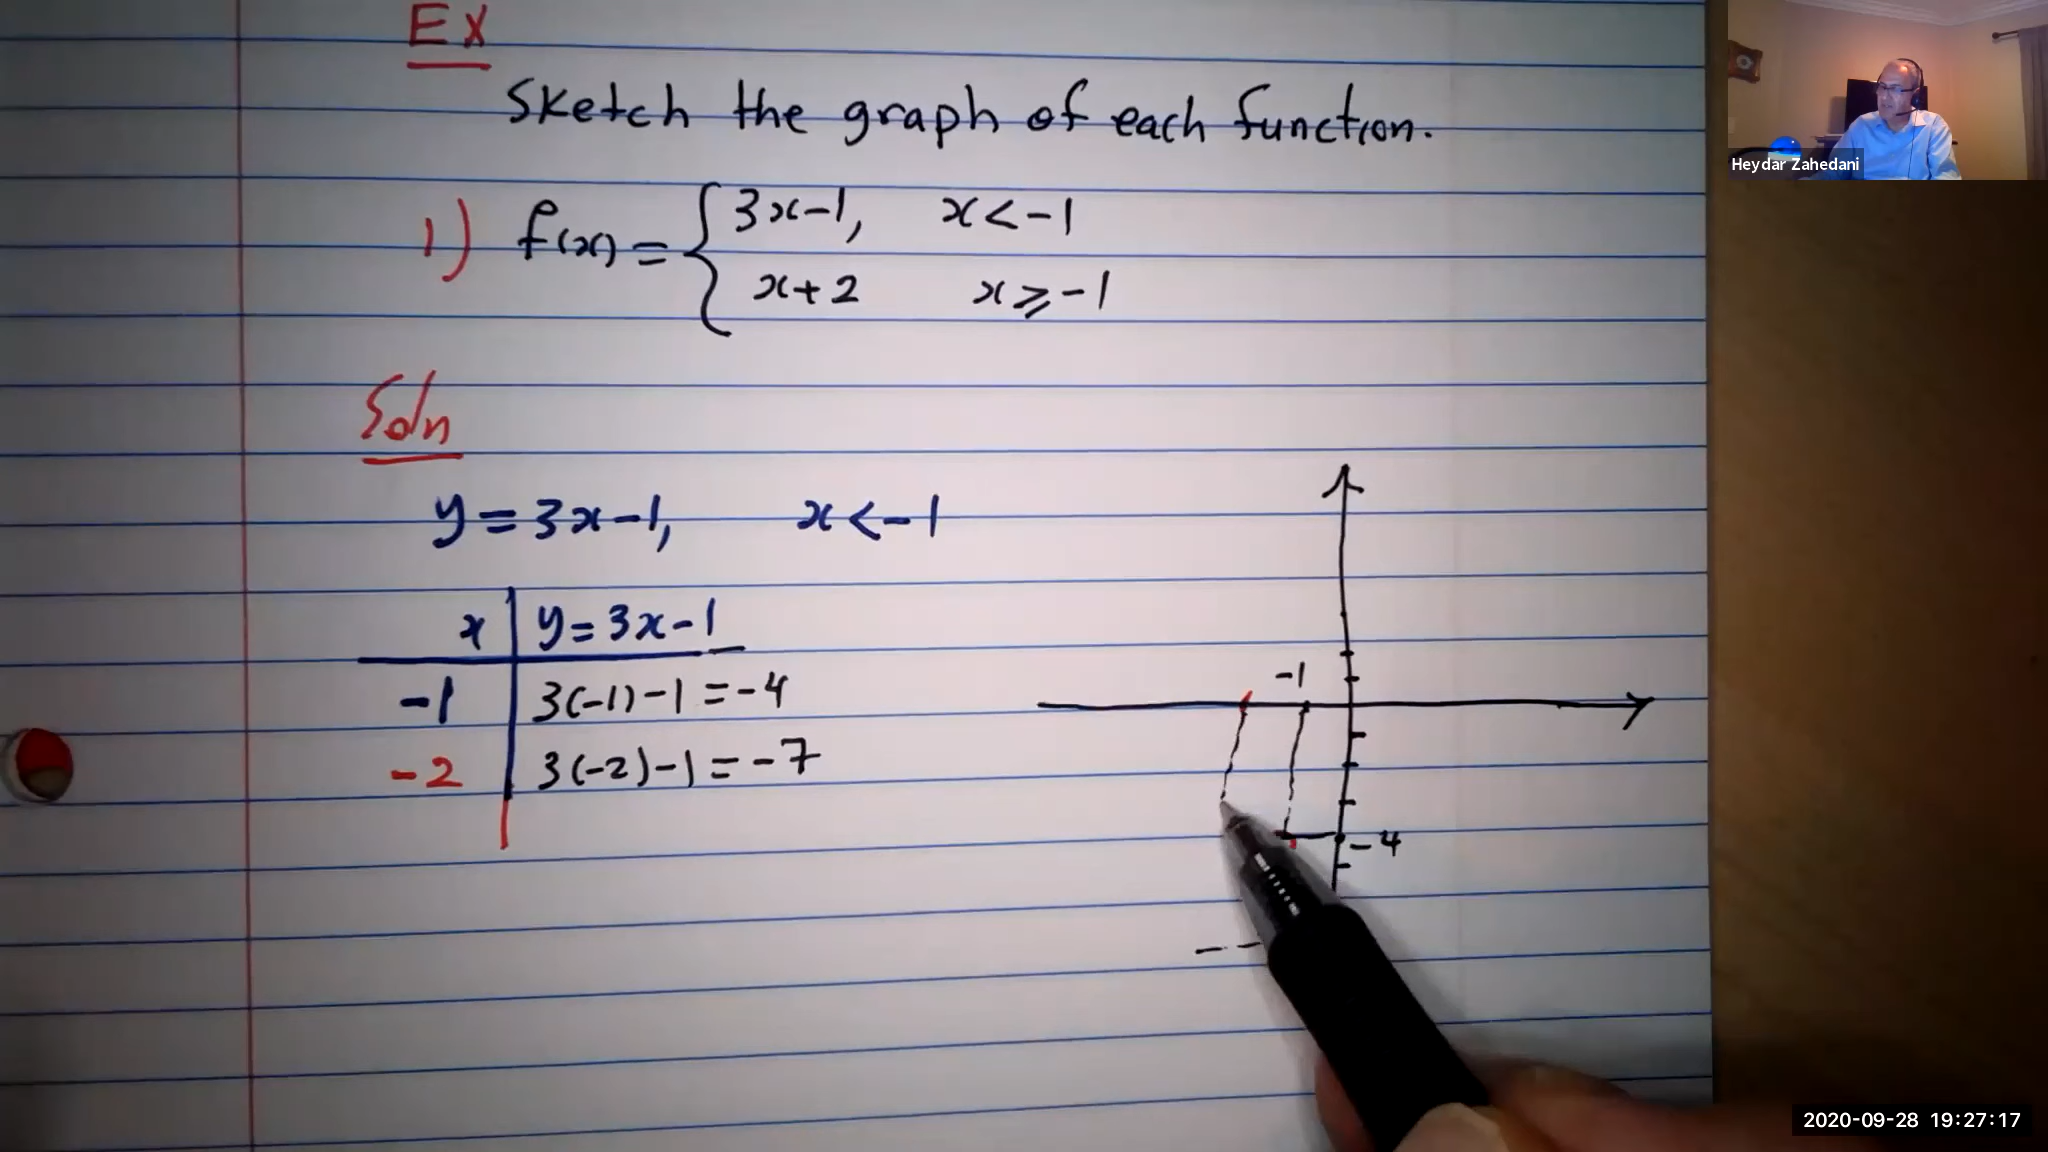 Ex
Sketch the graph of each function.
1) f(x) = { 3x-1, x < -1
x+2 x ⩾ -1
Soln
y = 3x-1, x < -1
x | y = 3x-1
-1 | 3(-1)-1 = -4
-2 | 3(-2)-1 = -7
-1
-4
Heydar Zahedani
2020-09-28 19:27:17